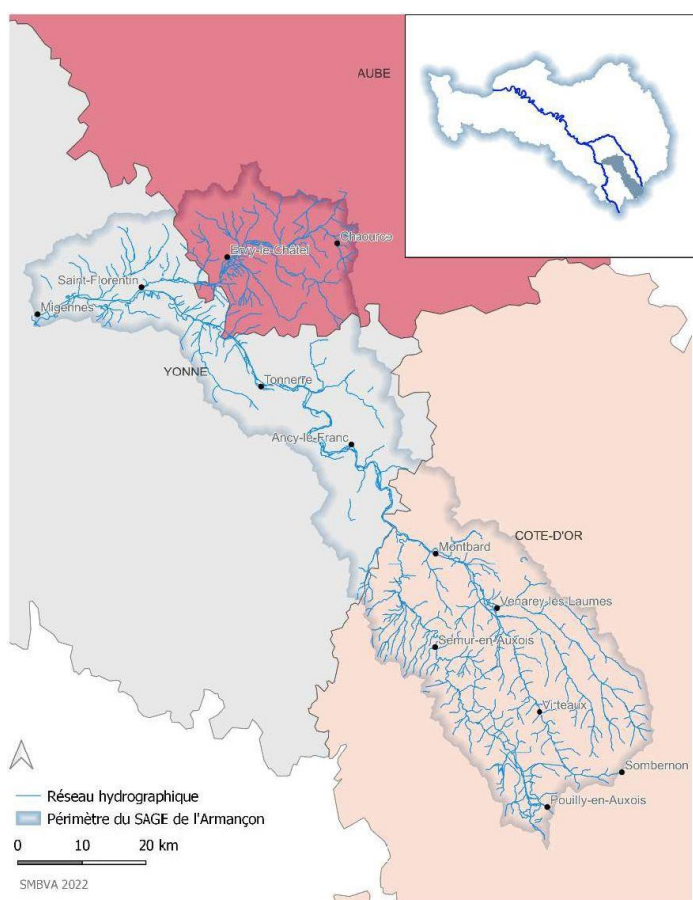 AUBE
Ervy-le-Châtel
Chaource
Saint-Florentin
Migennes
YONNE
Tonnerre
Ancy-le-Franc
COTE-D'OR
Montbard
Venarey-les-Laumes
Semur-en-Auxois
Vitteaux
Sombernon
Pouilly-en-Auxois
Réseau hydrographique
Périmètre du SAGE de l'Armançon
0 10 20 km
SMBVA 2022